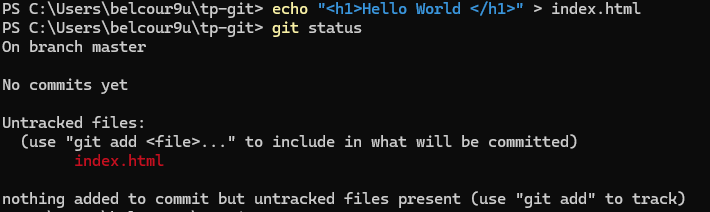 PS C:\Users\belcour9u\tp-git> echo "<h1>Hello World </h1>" > index.html
PS C:\Users\belcour9u\tp-git> git status
On branch master
No commits yet
Untracked files:
(use "git add <file>..." to include in what will be committed)
index.html
nothing added to commit but untracked files present (use "git add" to track)